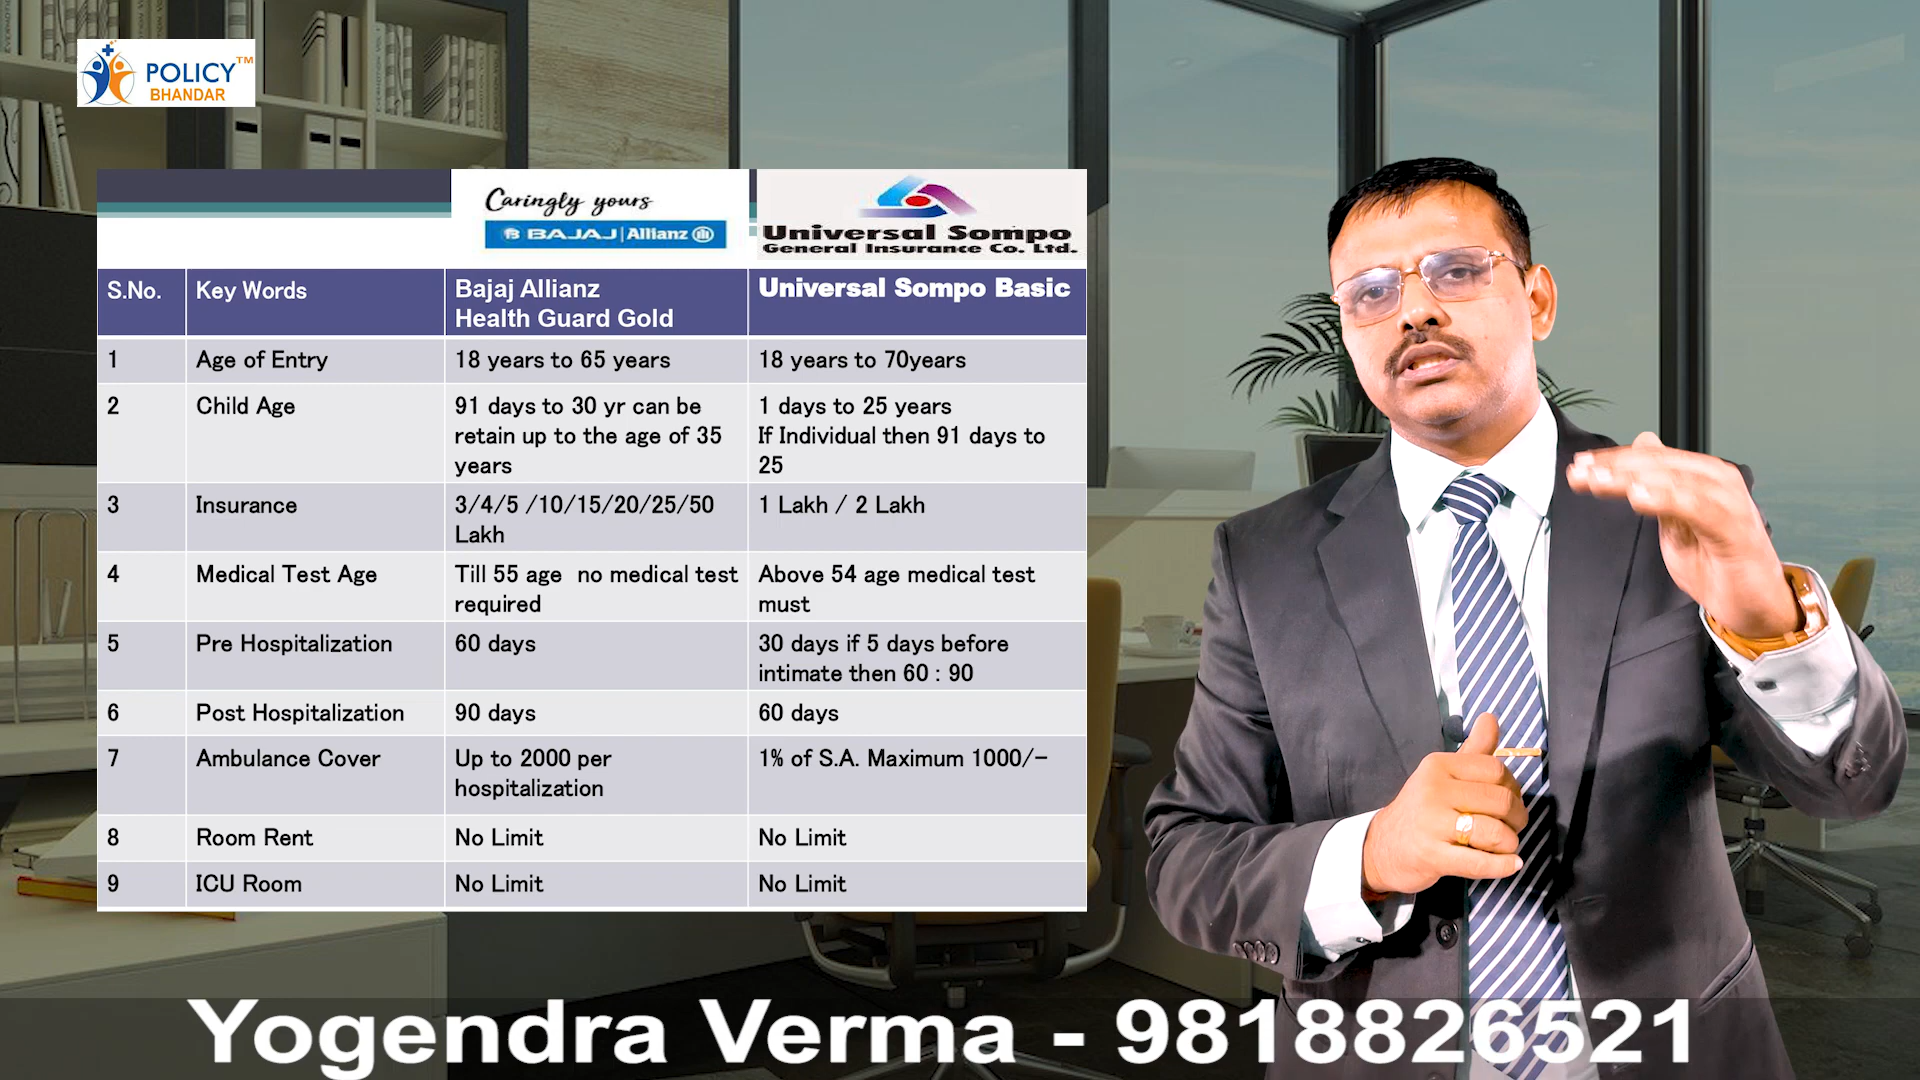 POLICY™
BHANDAR
Caringly yours
B BAJAJ | Allianz
Universal Sompo
General Insurance Co. Ltd.
S.No.
Key Words
Bajaj Allianz
Health Guard Gold
Universal Sompo Basic
1
Age of Entry
18 years to 65 years
18 years to 70years
2
Child Age
91 days to 30 yr can be
retain up to the age of 35
years
1 days to 25 years
If Individual then 91 days to
25
3
Insurance
3/4/5 /10/15/20/25/50
Lakh
1 Lakh / 2 Lakh
4
Medical Test Age
Till 55 age no medical test
required
Above 54 age medical test
must
5
Pre Hospitalization
60 days
30 days if 5 days before
intimate then 60 : 90
6
Post Hospitalization
90 days
60 days
7
Ambulance Cover
Up to 2000 per
hospitalization
1% of S.A. Maximum 1000/-
8
Room Rent
No Limit
No Limit
9
ICU Room
No Limit
No Limit
Yogendra Verma - 9818826521